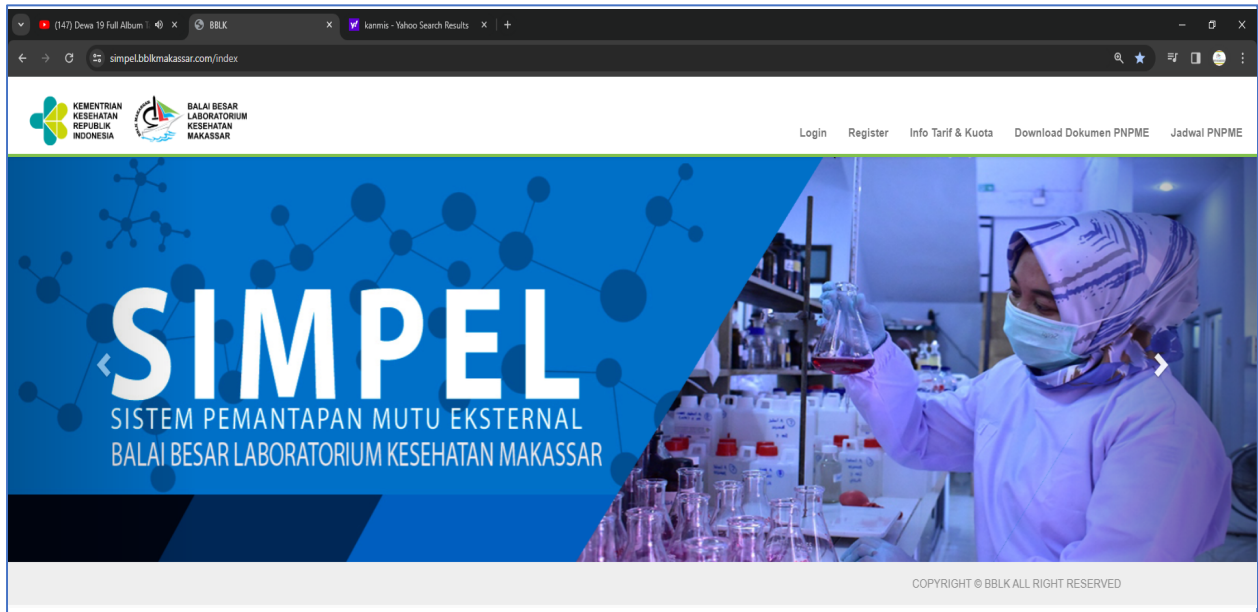 (147) Dewa 19 Full Album T
BBLK
kanmis - Yahoo Search Results
simpel.bblkmakassar.com/index
KEMENTRIAN
KESEHATAN
REPUBLIK
INDONESIA
BLK MAKASSAR
BALAI BESAR
LABORATORIUM
KESEHATAN
MAKASSAR
Login Register Info Tarif & Kuota Download Dokumen PNPME Jadwal PNPME
SIMPEL
SISTEM PEMANTAPAN MUTU EKSTERNAL
BALAI BESAR LABORATORIUM KESEHATAN MAKASSAR
COPYRIGHT © BBLK ALL RIGHT RESERVED